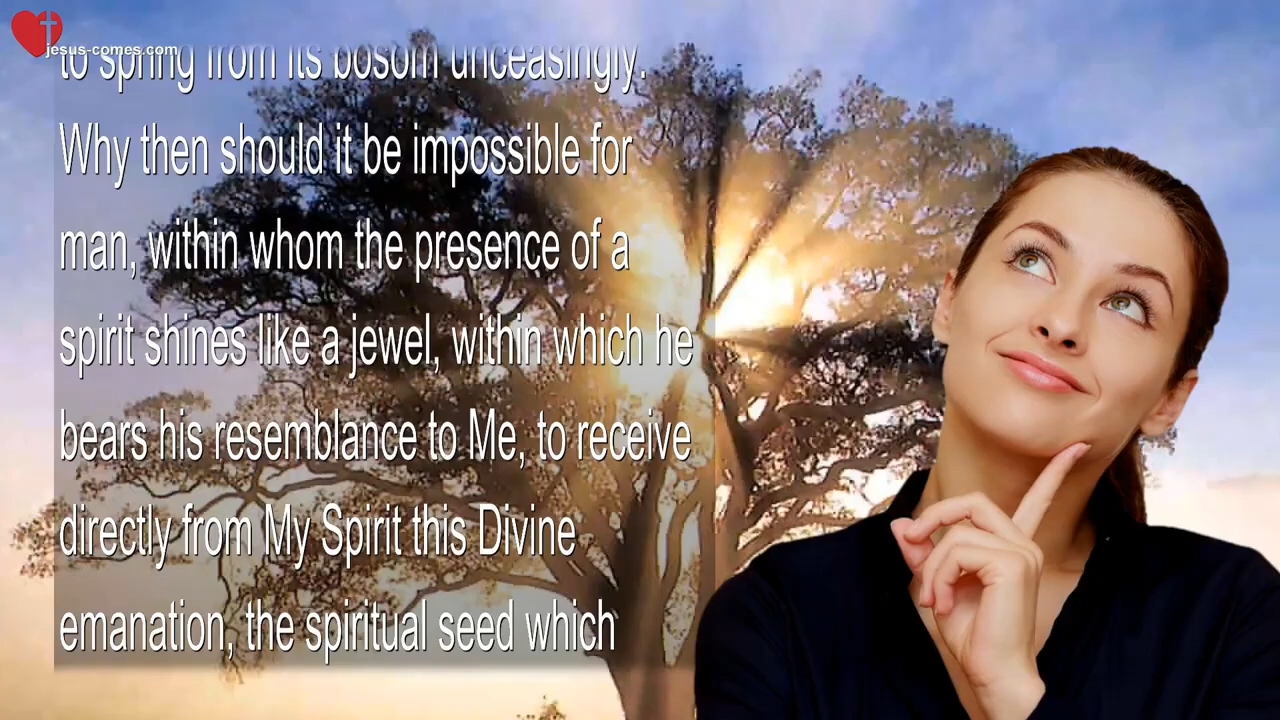 jesus-comes.com
to spring from its bosom unceasingly.
Why then should it be impossible for
man, within whom the presence of a
spirit shines like a jewel, within which he
bears his resemblance to Me, to receive
directly from My Spirit this Divine
emanation, the spiritual seed which